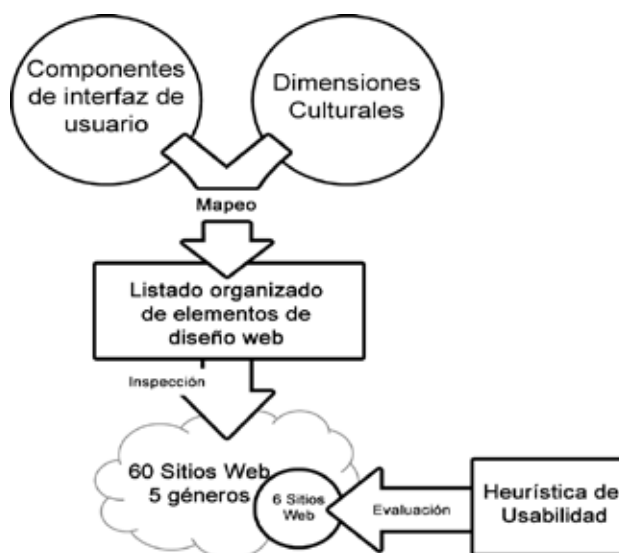 Componentes
de interfaz de
usuario
Dimensiones
Culturales
Mapeo
Listado organizado
de elementos de
diseño web
Inspección
60 Sitios Web
5 géneros
6 Sitios
Web
Evaluación
Heurística de
Usabilidad